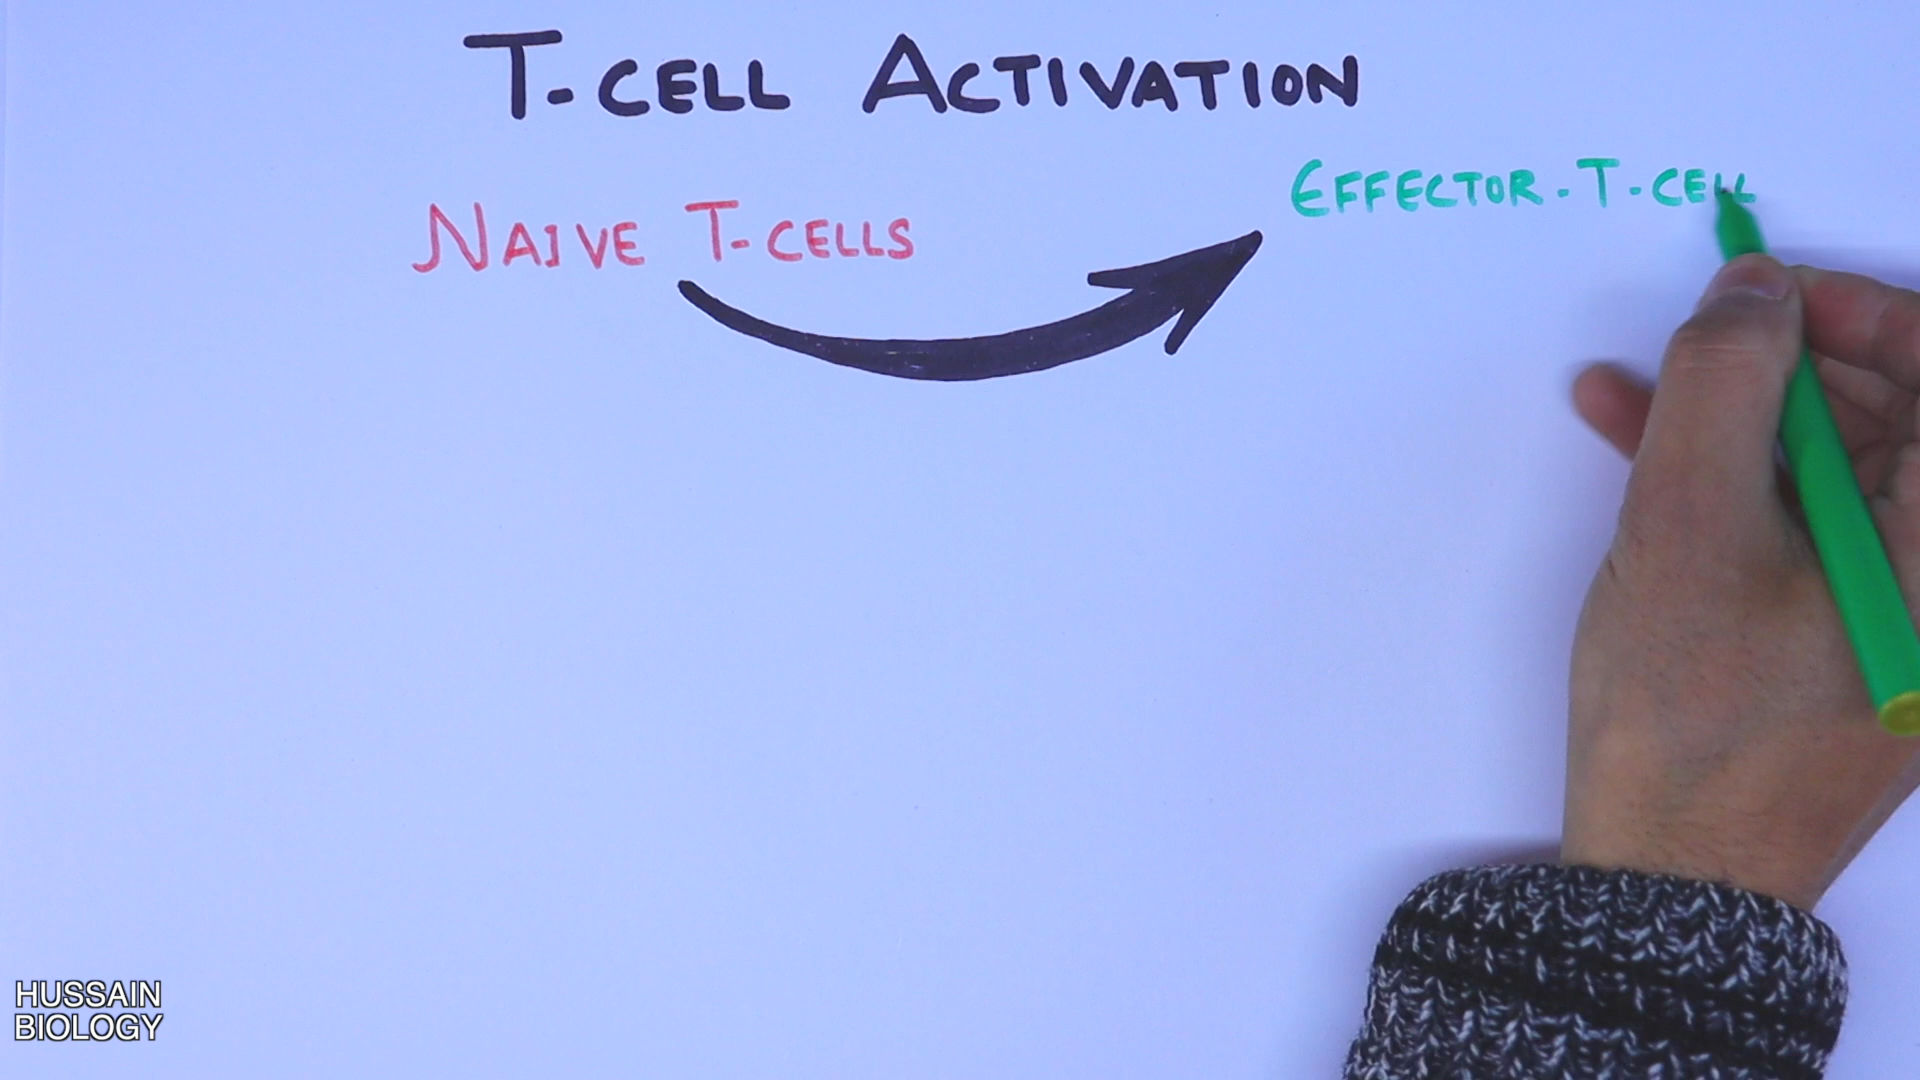 T-CELL ACTIVATION
EFFECTOR-T-CELL
NAIVE T-CELLS
HUSSAIN
BIOLOGY